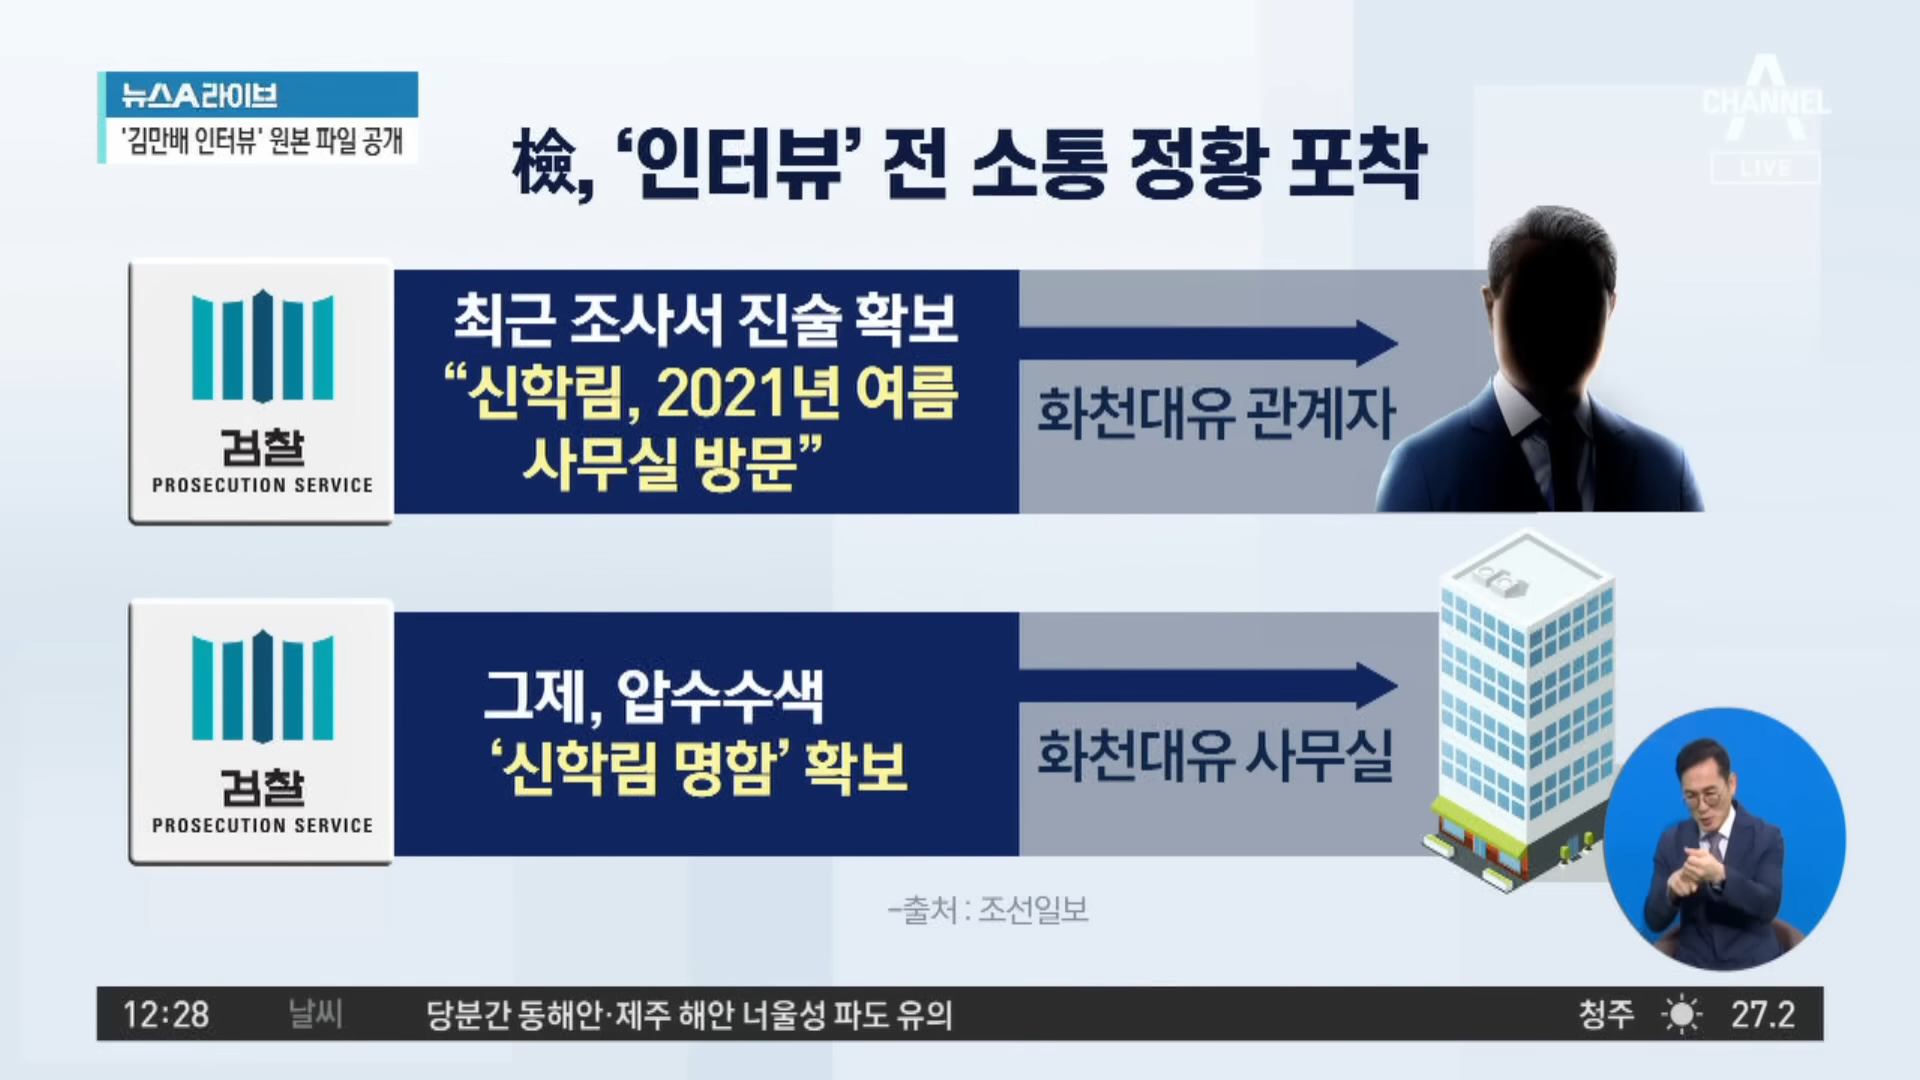 뉴스A라이브
'김만배 인터뷰' 원본 파일 공개
CHANNEL A
LIVE
檢, ‘인터뷰’ 전 소통 정황 포착
검찰
PROSECUTION SERVICE
최근 조사서 진술 확보
“신학림, 2021년 여름
사무실 방문”
화천대유 관계자
검찰
PROSECUTION SERVICE
그제, 압수수색
‘신학림 명함’ 확보
화천대유 사무실
-출처 : 조선일보
12:28 날씨 당분간 동해안·제주 해안 너울성 파도 유의 청주 27.2